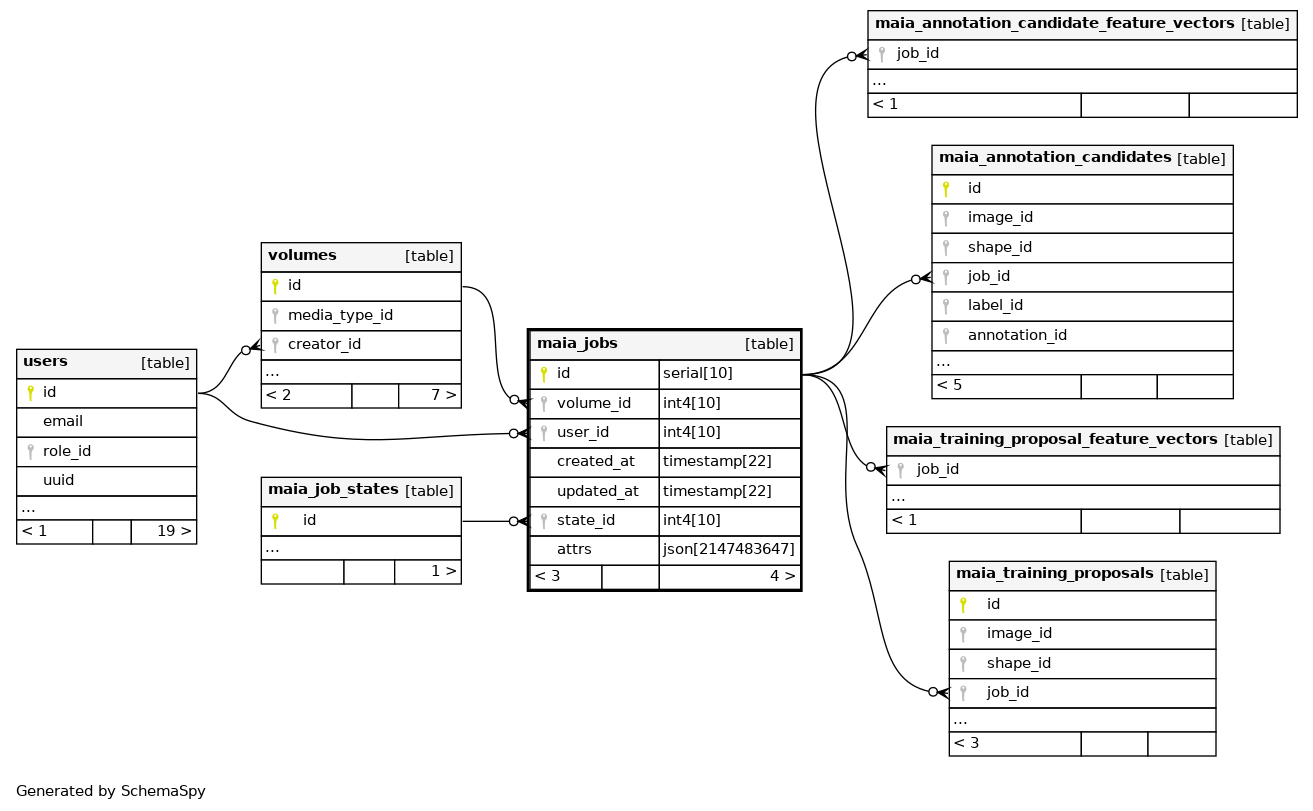 maia_annotation_candidate_feature_vectors [table]
job_id
...
< 1
maia_annotation_candidates [table]
id
image_id
shape_id
job_id
label_id
annotation_id
...
< 5
volumes [table]
id
media_type_id
creator_id
...
< 2 7 >
users [table]
id
email
role_id
uuid
...
< 1 19 >
maia_jobs [table]
id serial[10]
volume_id int4[10]
user_id int4[10]
created_at timestamp[22]
updated_at timestamp[22]
state_id int4[10]
attrs json[2147483647]
< 3 4 >
maia_job_states [table]
id
...
1 >
maia_training_proposal_feature_vectors [table]
job_id
...
< 1
maia_training_proposals [table]
id
image_id
shape_id
job_id
...
< 3
Generated by SchemaSpy